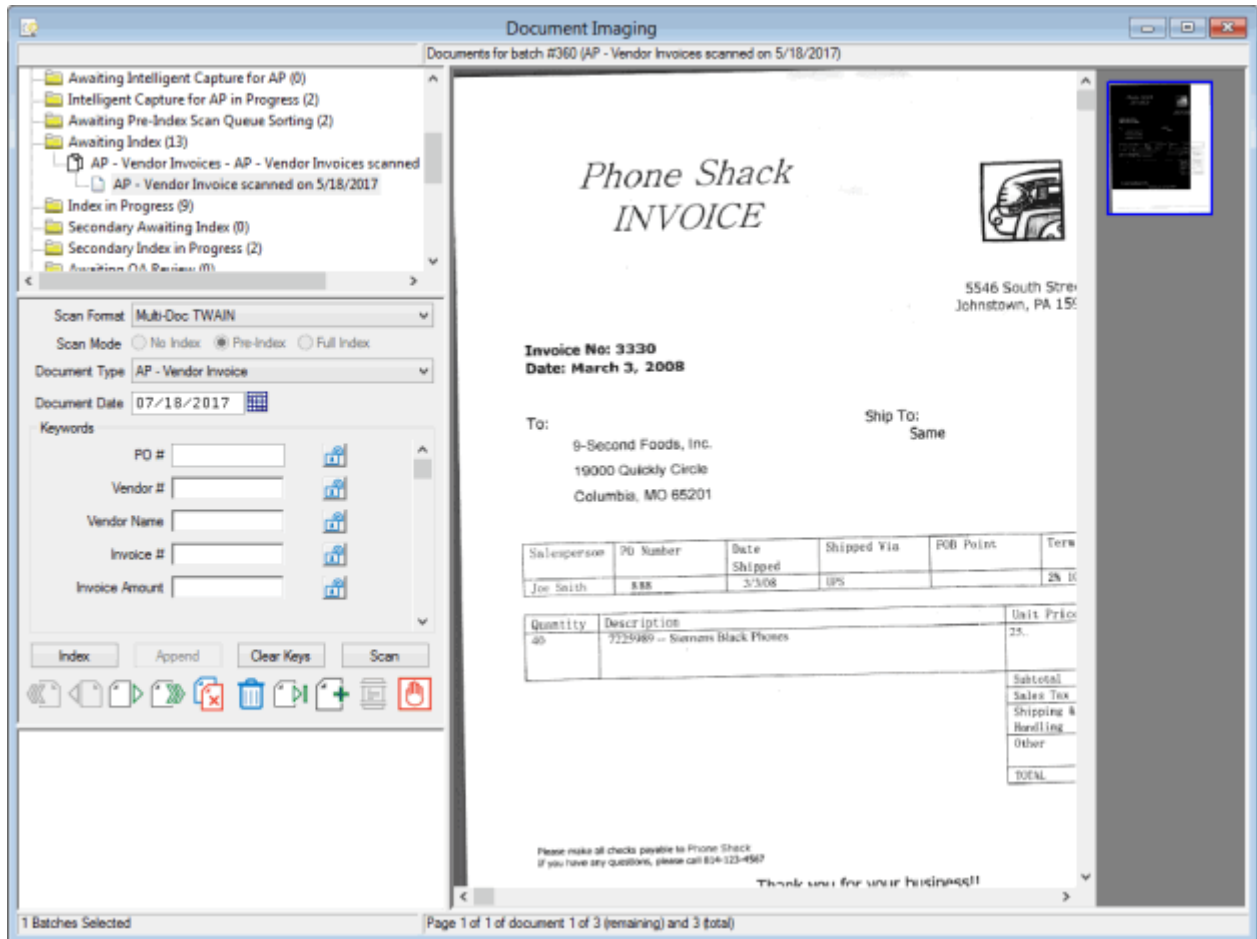 Document Imaging
Documents for batch #360 (AP - Vendor Invoices scanned on 5/18/2017)
Awaiting Intelligent Capture for AP (0)
Intelligent Capture for AP in Progress (2)
Awaiting Pre-Index Scan Queue Sorting (2)
Awaiting Index (13)
AP - Vendor Invoices - AP - Vendor Invoices scanned
AP - Vendor Invoice scanned on 5/18/2017
Index in Progress (9)
Secondary Awaiting Index (0)
Secondary Index in Progress (2)
Awaiting QA Review (0)
Scan Format Multi-Doc TWAIN
Scan Mode No Index Pre-Index Full Index
Document Type AP - Vendor Invoice
Document Date 07/18/2017
Keywords
PO #
Vendor #
Vendor Name
Invoice #
Invoice Amount
Index Append Clear Keys Scan
Phone Shack
INVOICE
5546 South Stre
Johnstown, PA 159
Invoice No: 3330
Date: March 3, 2008
To:
9-Second Foods, Inc.
19000 Quickly Circle
Columbia, MO 65201
Ship To:
Same
Salesperson PO Number Date Shipped Shipped Via FOB Point Term
Joe Smith 888 3/3/08 UPS 2% 10
Quantity Description Unit Price
40 7225989 -- Siemens Black Phones 25.
Subtotal
Sales Tax
Shipping &
Handling
Other
TOTAL
Please make all checks payable to Phone Shack
If you have any questions, please call 814-123-4567
Thank you for your business!!
1 Batches Selected
Page 1 of 1 of document 1 of 3 (remaining) and 3 (total)